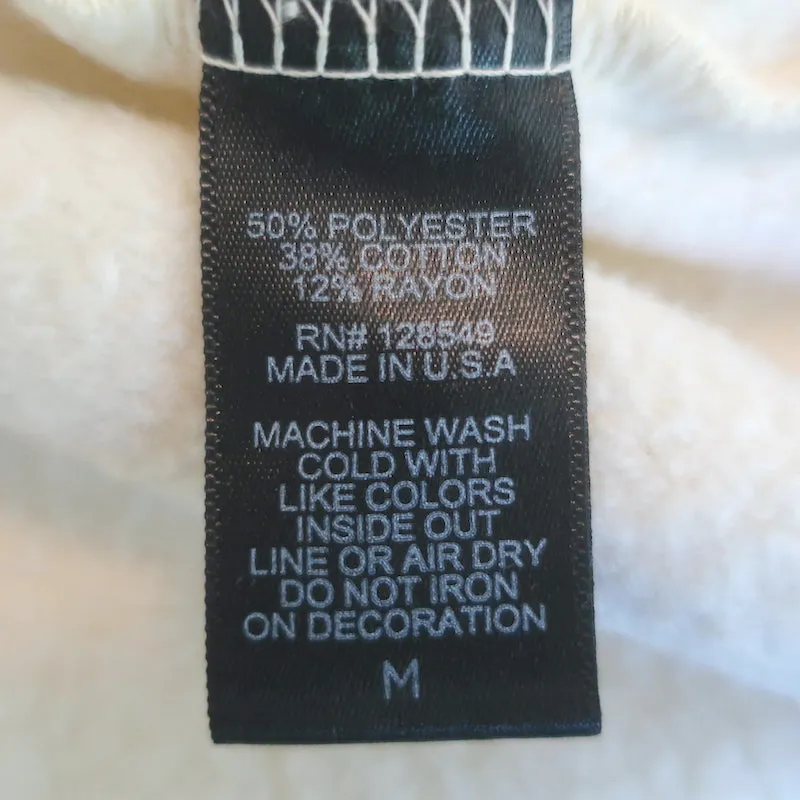 50% POLYESTER
38% COTTON
12% RAYON
RN# 128549
MADE IN U.S.A
MACHINE WASH
COLD WITH
LIKE COLORS
INSIDE OUT
LINE OR AIR DRY
DO NOT IRON
ON DECORATION
M